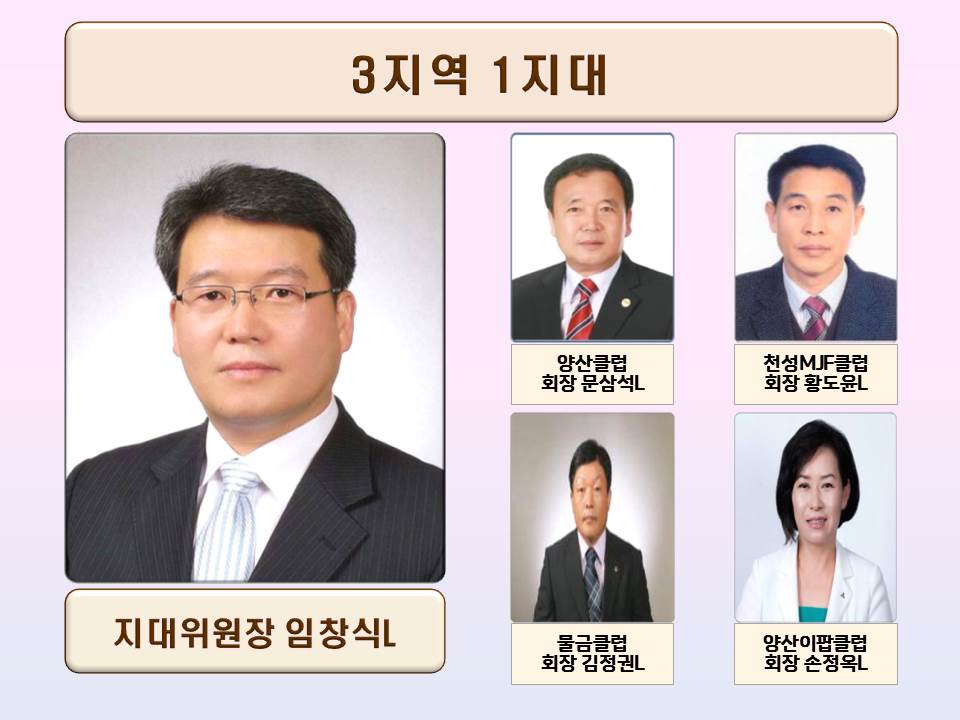 3지역 1지대
지대위원장 임창식L
양산클럽
회장 문삼석L
천성MJF클럽
회장 황도윤L
물금클럽
회장 김정권L
양산이팝클럽
회장 손정옥L